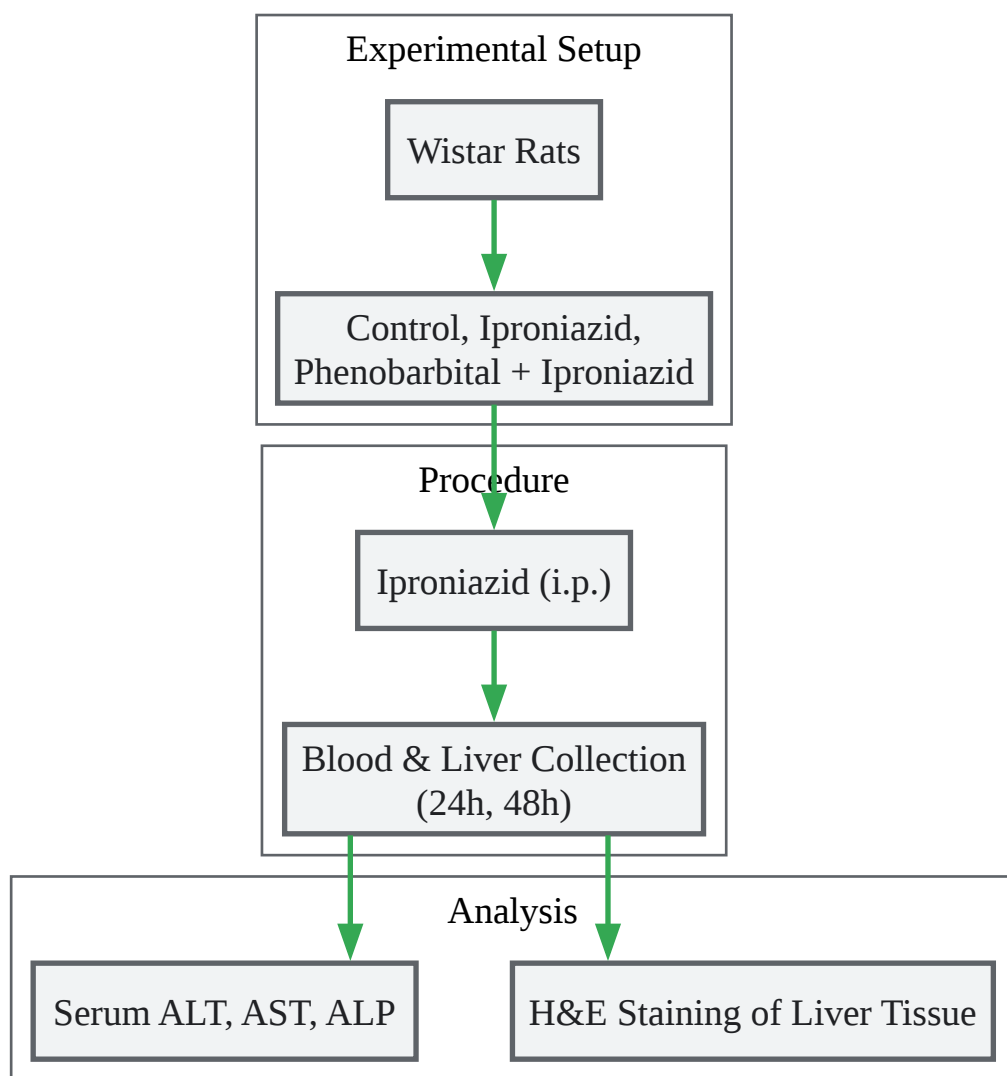 Experimental Setup
Wistar Rats
Control, Iproniazid,
Phenobarbital + Iproniazid
Procedure
Iproniazid (i.p.)
Blood & Liver Collection
(24h, 48h)
Analysis
Serum ALT, AST, ALP
H&E Staining of Liver Tissue